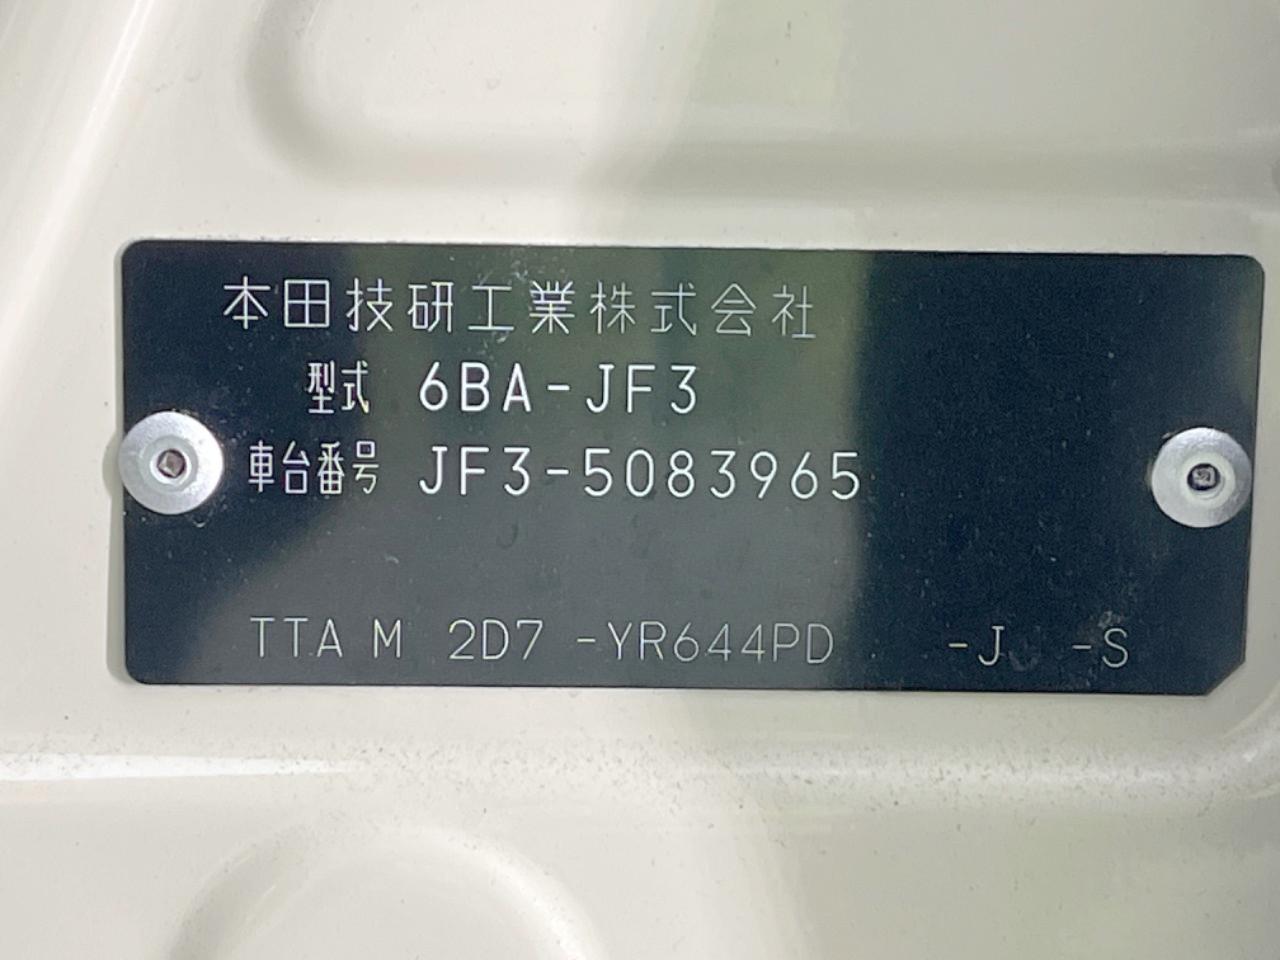 本田技研工業株式会社
型式 6BA-JF3
車台番号 JF3-5083965
TTA M 2D7 -YR644PD -J -S